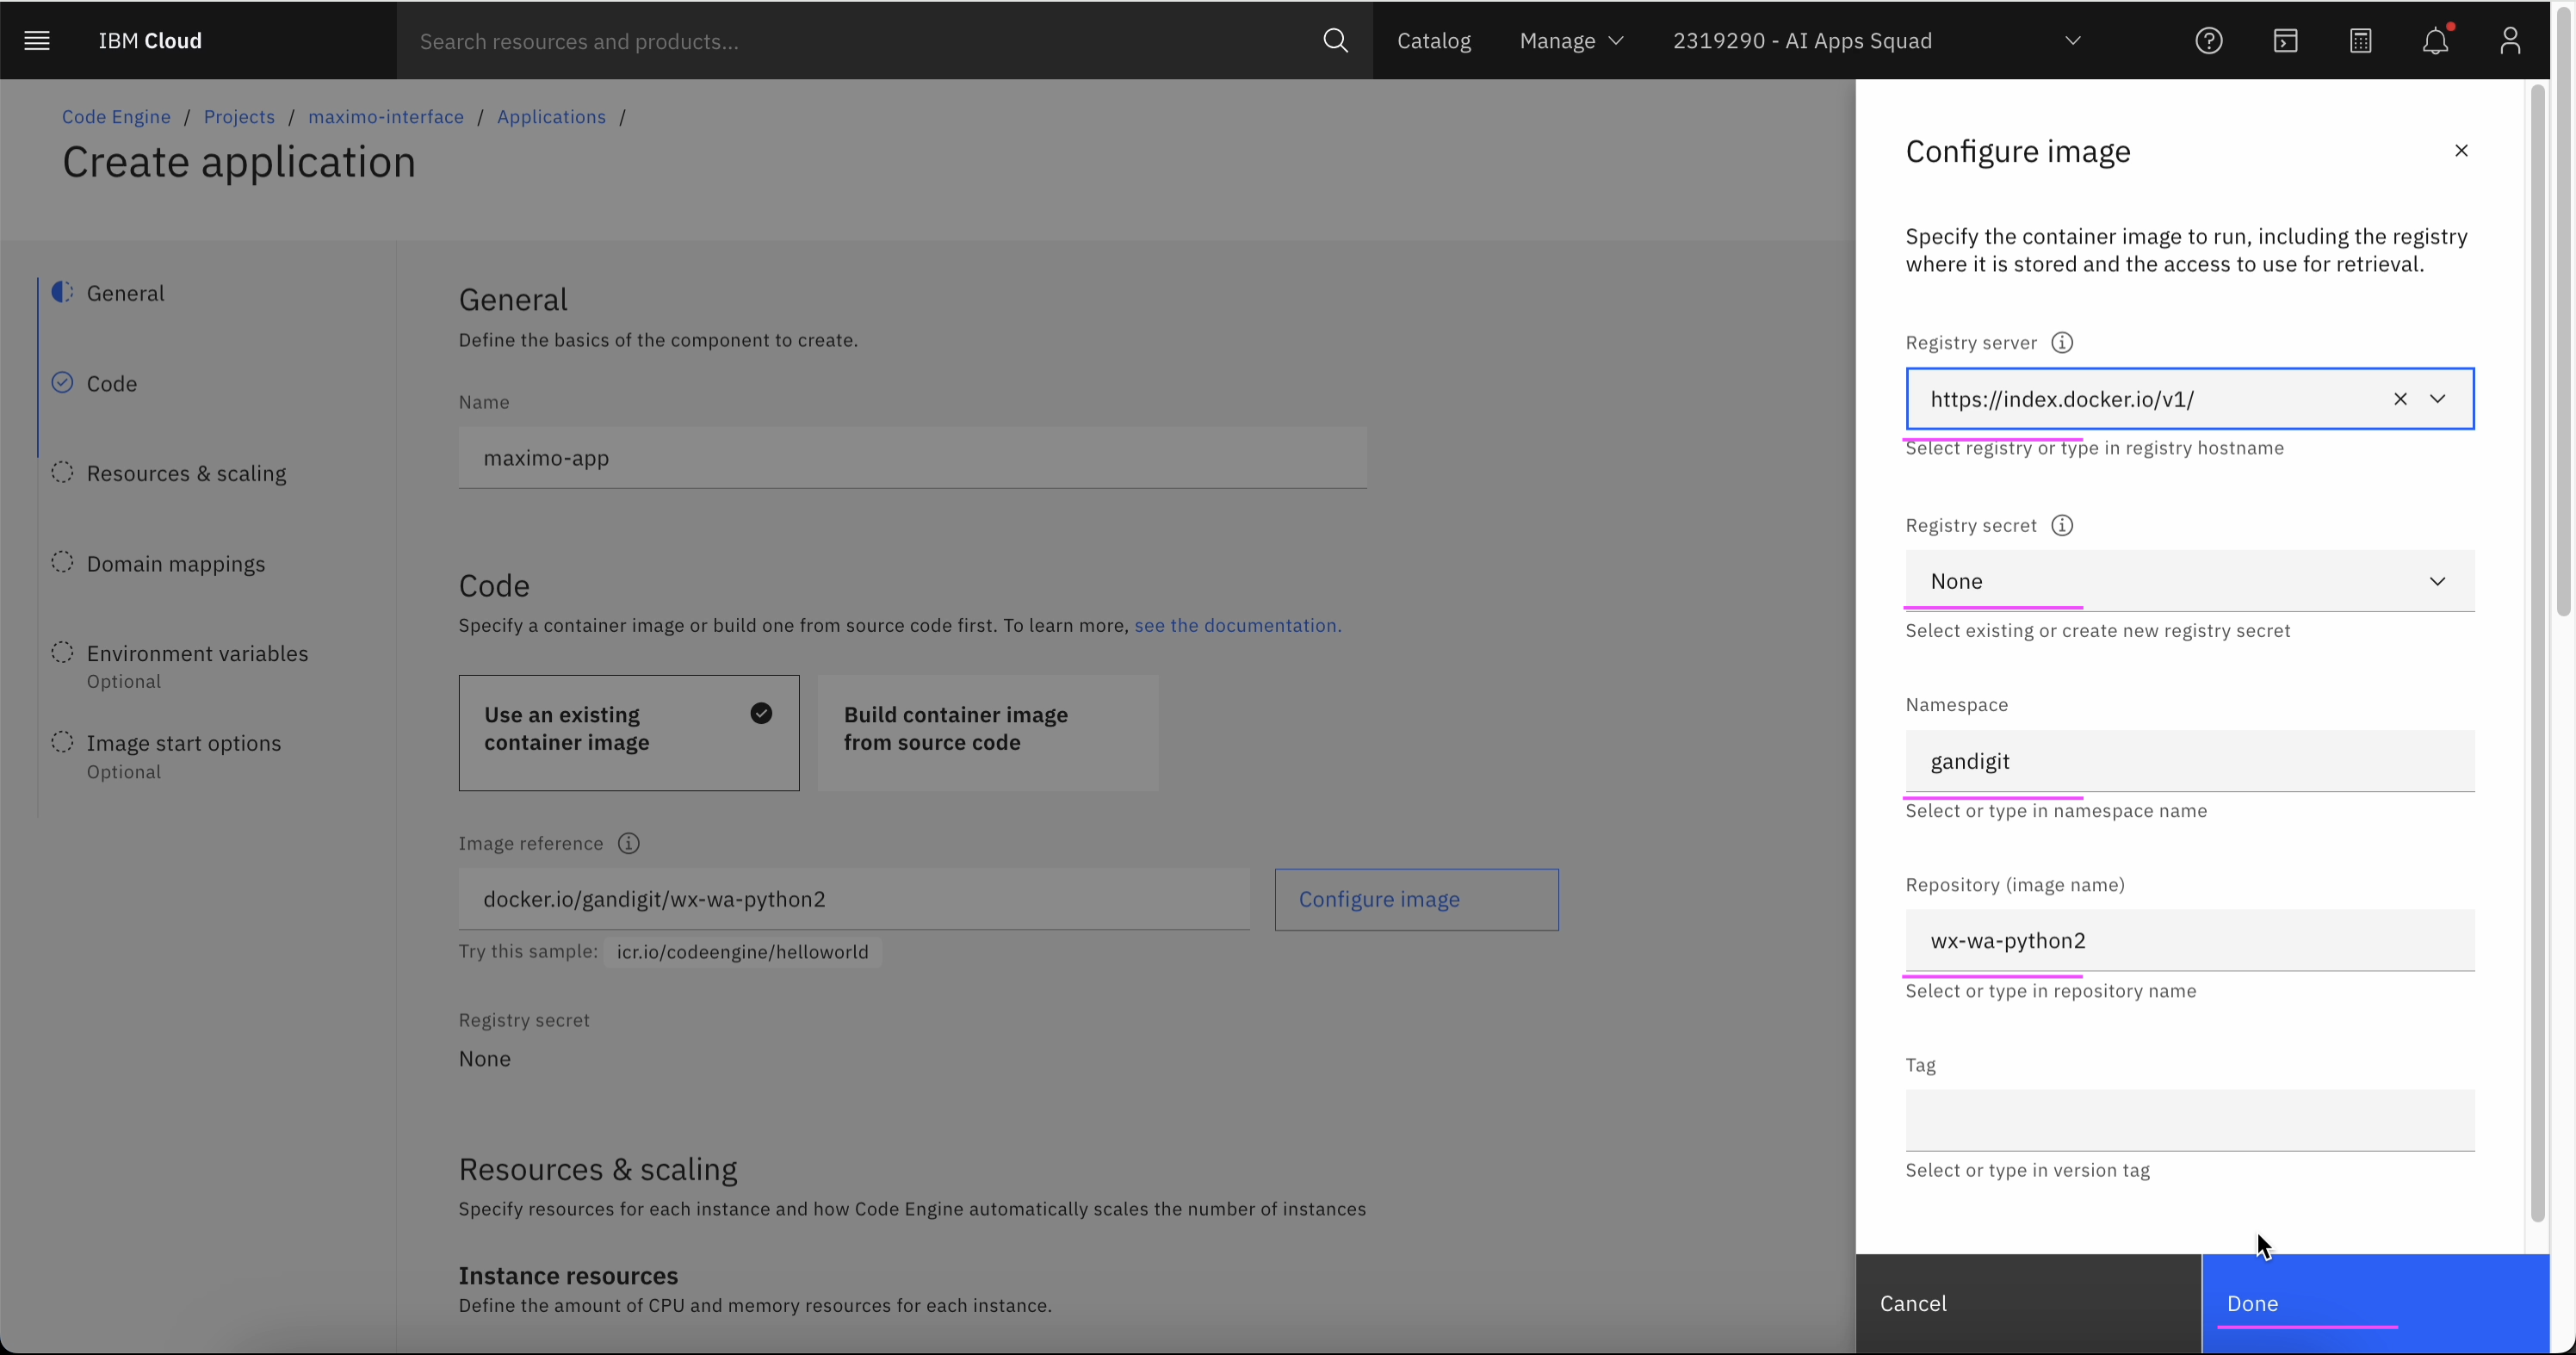 IBM Cloud
Search resources and products...
Catalog
Manage
2319290 - AI Apps Squad
Code Engine / Projects / maximo-interface / Applications /
Create application
General
Code
Resources & scaling
Domain mappings
Environment variables
Optional
Image start options
Optional
General
Define the basics of the component to create.
Name
maximo-app
Code
Specify a container image or build one from source code first. To learn more, see the documentation.
Use an existing
container image
Build container image
from source code
Image reference
docker.io/gandigit/wx-wa-python2
Configure image
Try this sample: icr.io/codeengine/helloworld
Registry secret
None
Resources & scaling
Specify resources for each instance and how Code Engine automatically scales the number of instances
Instance resources
Define the amount of CPU and memory resources for each instance.
Configure image
Specify the container image to run, including the registry
where it is stored and the access to use for retrieval.
Registry server
https://index.docker.io/v1/
Select registry or type in registry hostname
Registry secret
None
Select existing or create new registry secret
Namespace
gandigit
Select or type in namespace name
Repository (image name)
wx-wa-python2
Select or type in repository name
Tag
Select or type in version tag
Cancel
Done